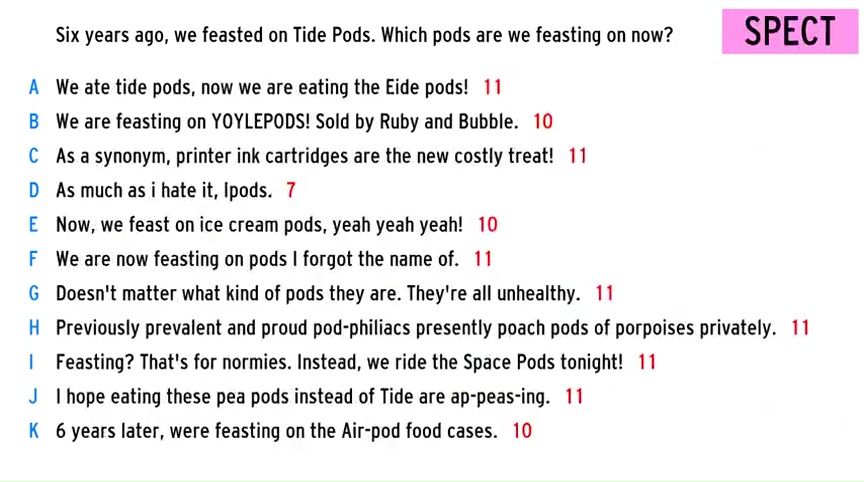 Six years ago, we feasted on Tide Pods. Which pods are we feasting on now?
SPECT
A We ate tide pods, now we are eating the Eide pods! 11
B We are feasting on YOYLEPODS! Sold by Ruby and Bubble. 10
C As a synonym, printer ink cartridges are the new costly treat! 11
D As much as i hate it, Ipods. 7
E Now, we feast on ice cream pods, yeah yeah yeah! 10
F We are now feasting on pods I forgot the name of. 11
G Doesn't matter what kind of pods they are. They're all unhealthy. 11
H Previously prevalent and proud pod-philiacs presently poach pods of porpoises privately. 11
I Feasting? That's for normies. Instead, we ride the Space Pods tonight! 11
J I hope eating these pea pods instead of Tide are ap-peas-ing. 11
K 6 years later, were feasting on the Air-pod food cases. 10